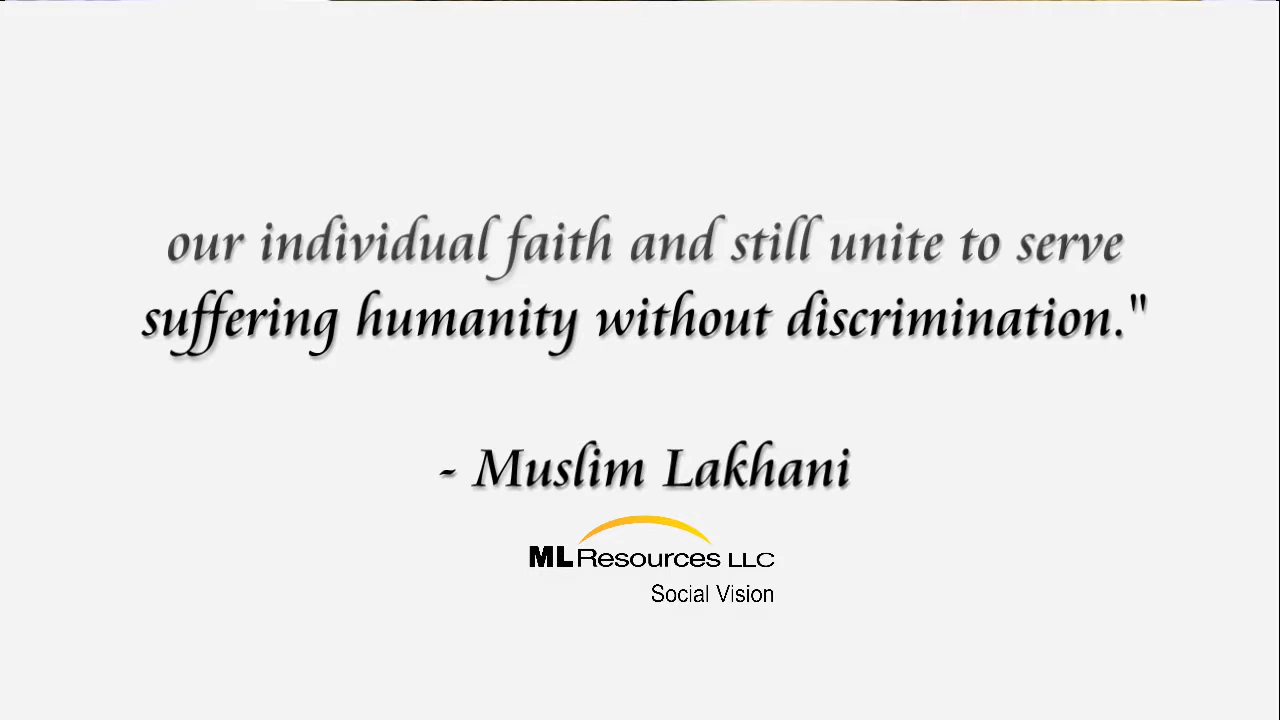 our individual faith and still unite to serve
suffering humanity without discrimination."
- Muslim Lakhani
ML Resources LLC
Social Vision